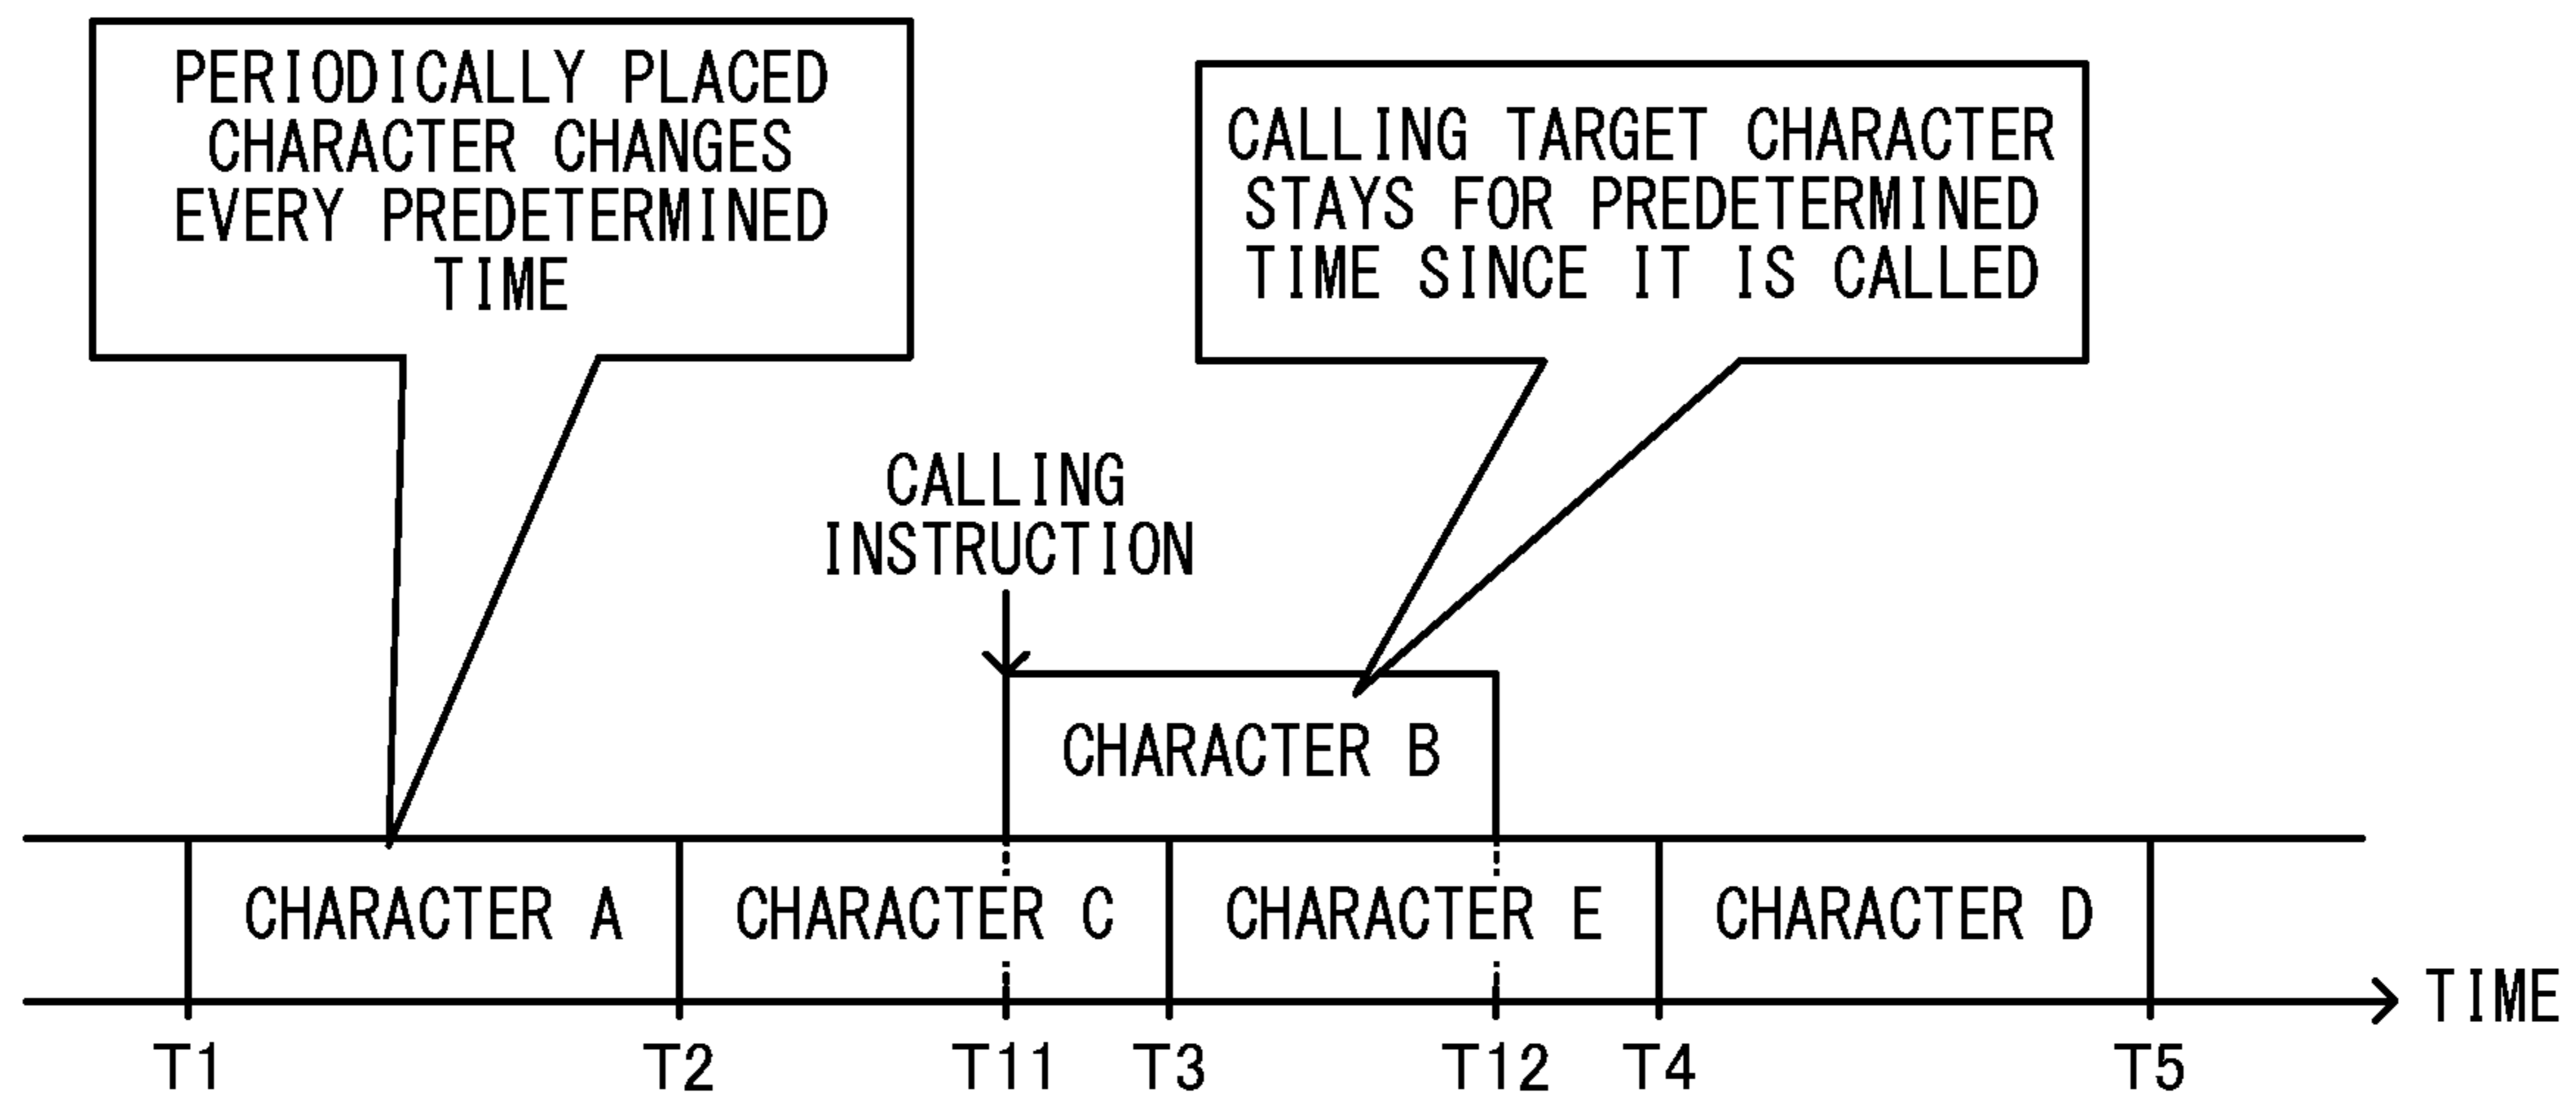 PERIODICALLY PLACED
CHARACTER CHANGES
EVERY PREDETERMINED
TIME
CALLING TARGET CHARACTER
STAYS FOR PREDETERMINED
TIME SINCE IT IS CALLED
CALLING
INSTRUCTION
CHARACTER B
CHARACTER A
CHARACTER C
CHARACTER E
CHARACTER D
TIME
T1
T2
T11
T3
T12
T4
T5